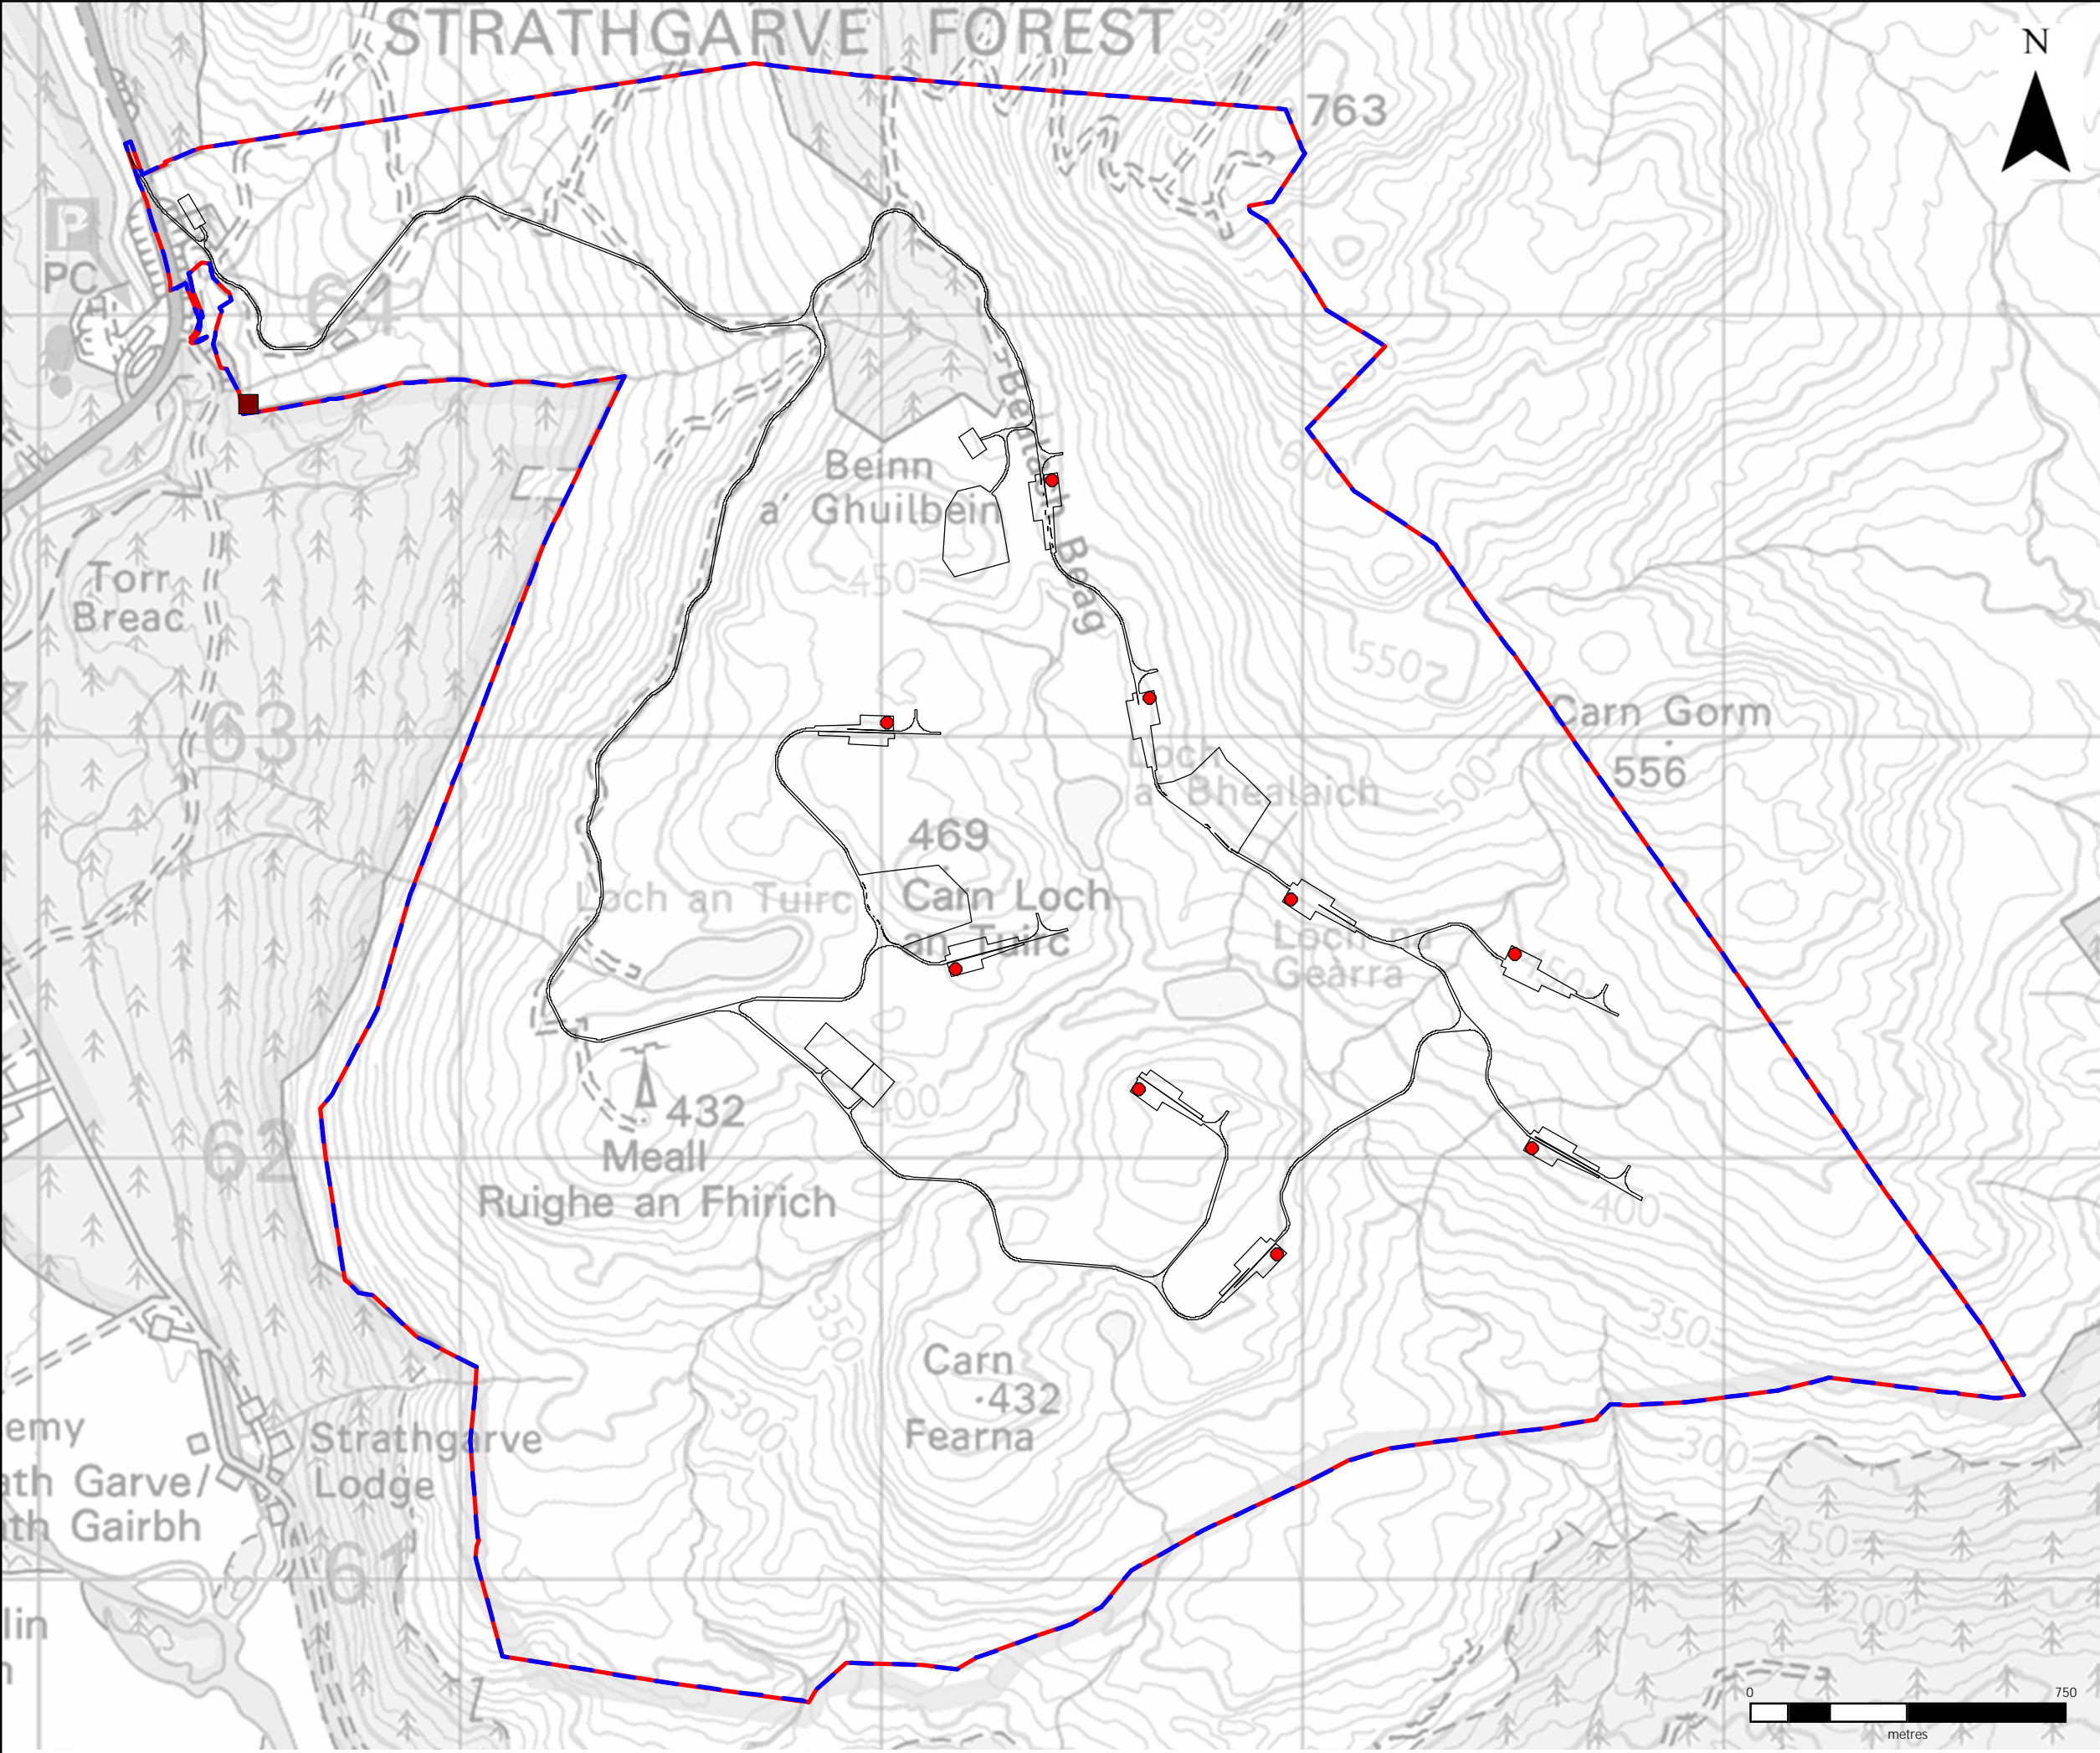 STRATHGARVE FOREST
N
763
P
PC
64
Bealach Beag
Beinn
a Ghuilbein
450
Torr
Breac
63
550
Carn Gorm
556
Loch
a Bhealaich
500
469
Loch an Tuirc
Carn Loch
an Tuirc
Loch na
Gearra
450
400
432
Meall
Ruighe an Fhirich
62
400
350
350
Carn
432
Fearna
300
300
Strathgarve
Lodge
emy
ath Garve/
ath Gairbh
61
250
200
lin
0
750
metres